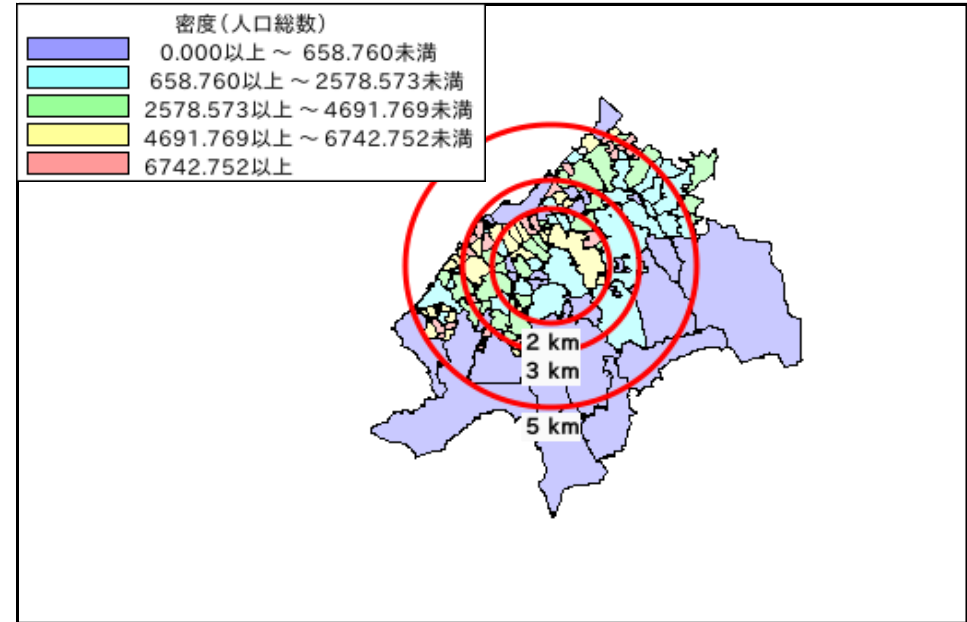 密度(人口総数)
0.000以上 ~ 658.760未満
658.760以上 ~ 2578.573未満
2578.573以上 ~ 4691.769未満
4691.769以上 ~ 6742.752未満
6742.752以上
2 km
3 km
5 km